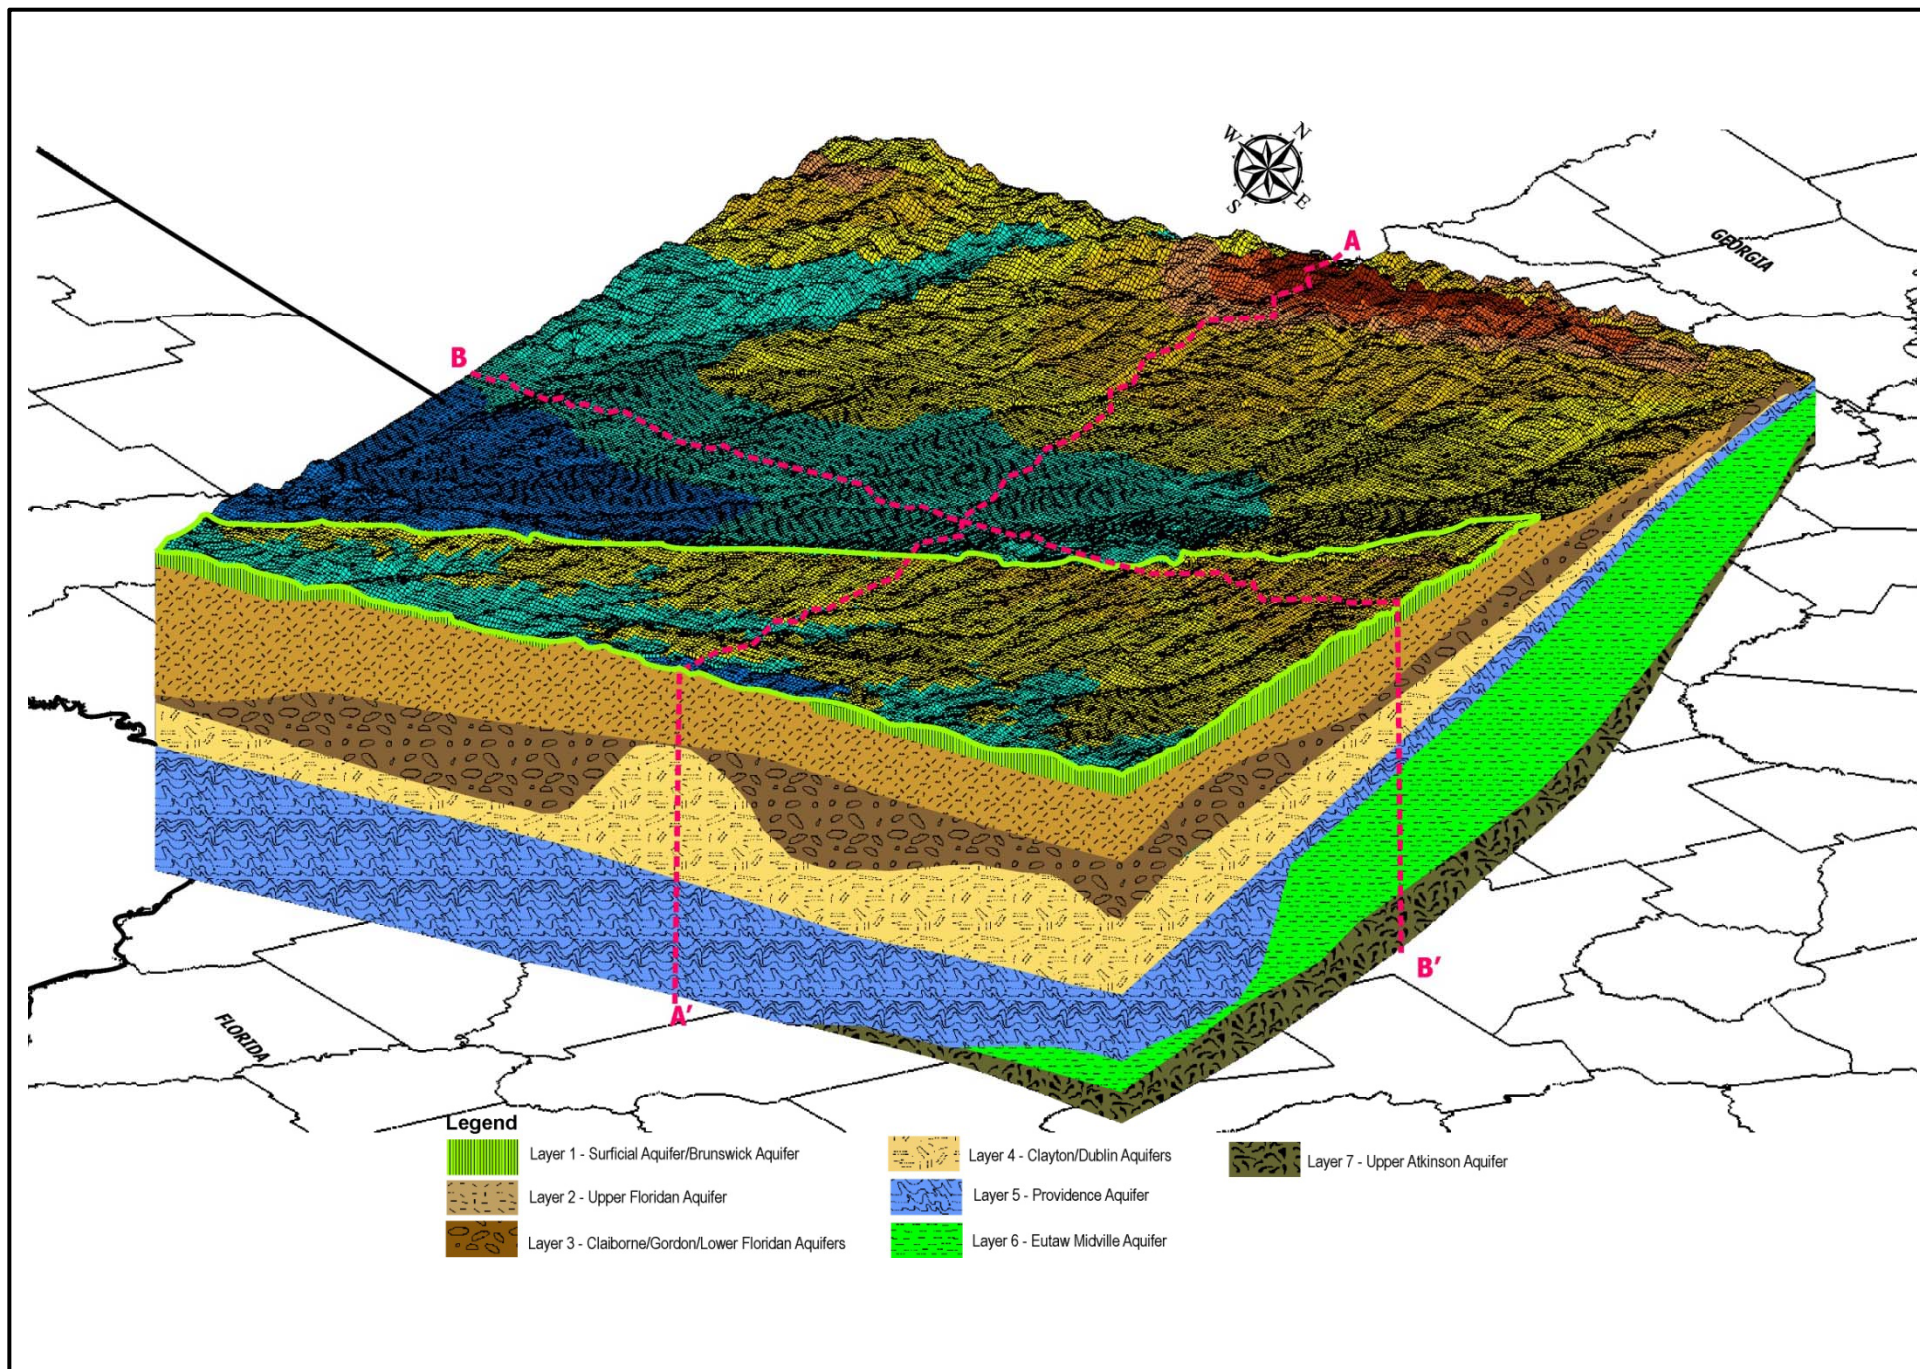 W N
S E
A
GEORGIA
B
B'
A'
FLORIDA
Legend
Layer 1 - Surficial Aquifer/Brunswick Aquifer
Layer 2 - Upper Floridan Aquifer
Layer 3 - Claiborne/Gordon/Lower Floridan Aquifers
Layer 4 - Clayton/Dublin Aquifers
Layer 5 - Providence Aquifer
Layer 6 - Eutaw Midville Aquifer
Layer 7 - Upper Atkinson Aquifer